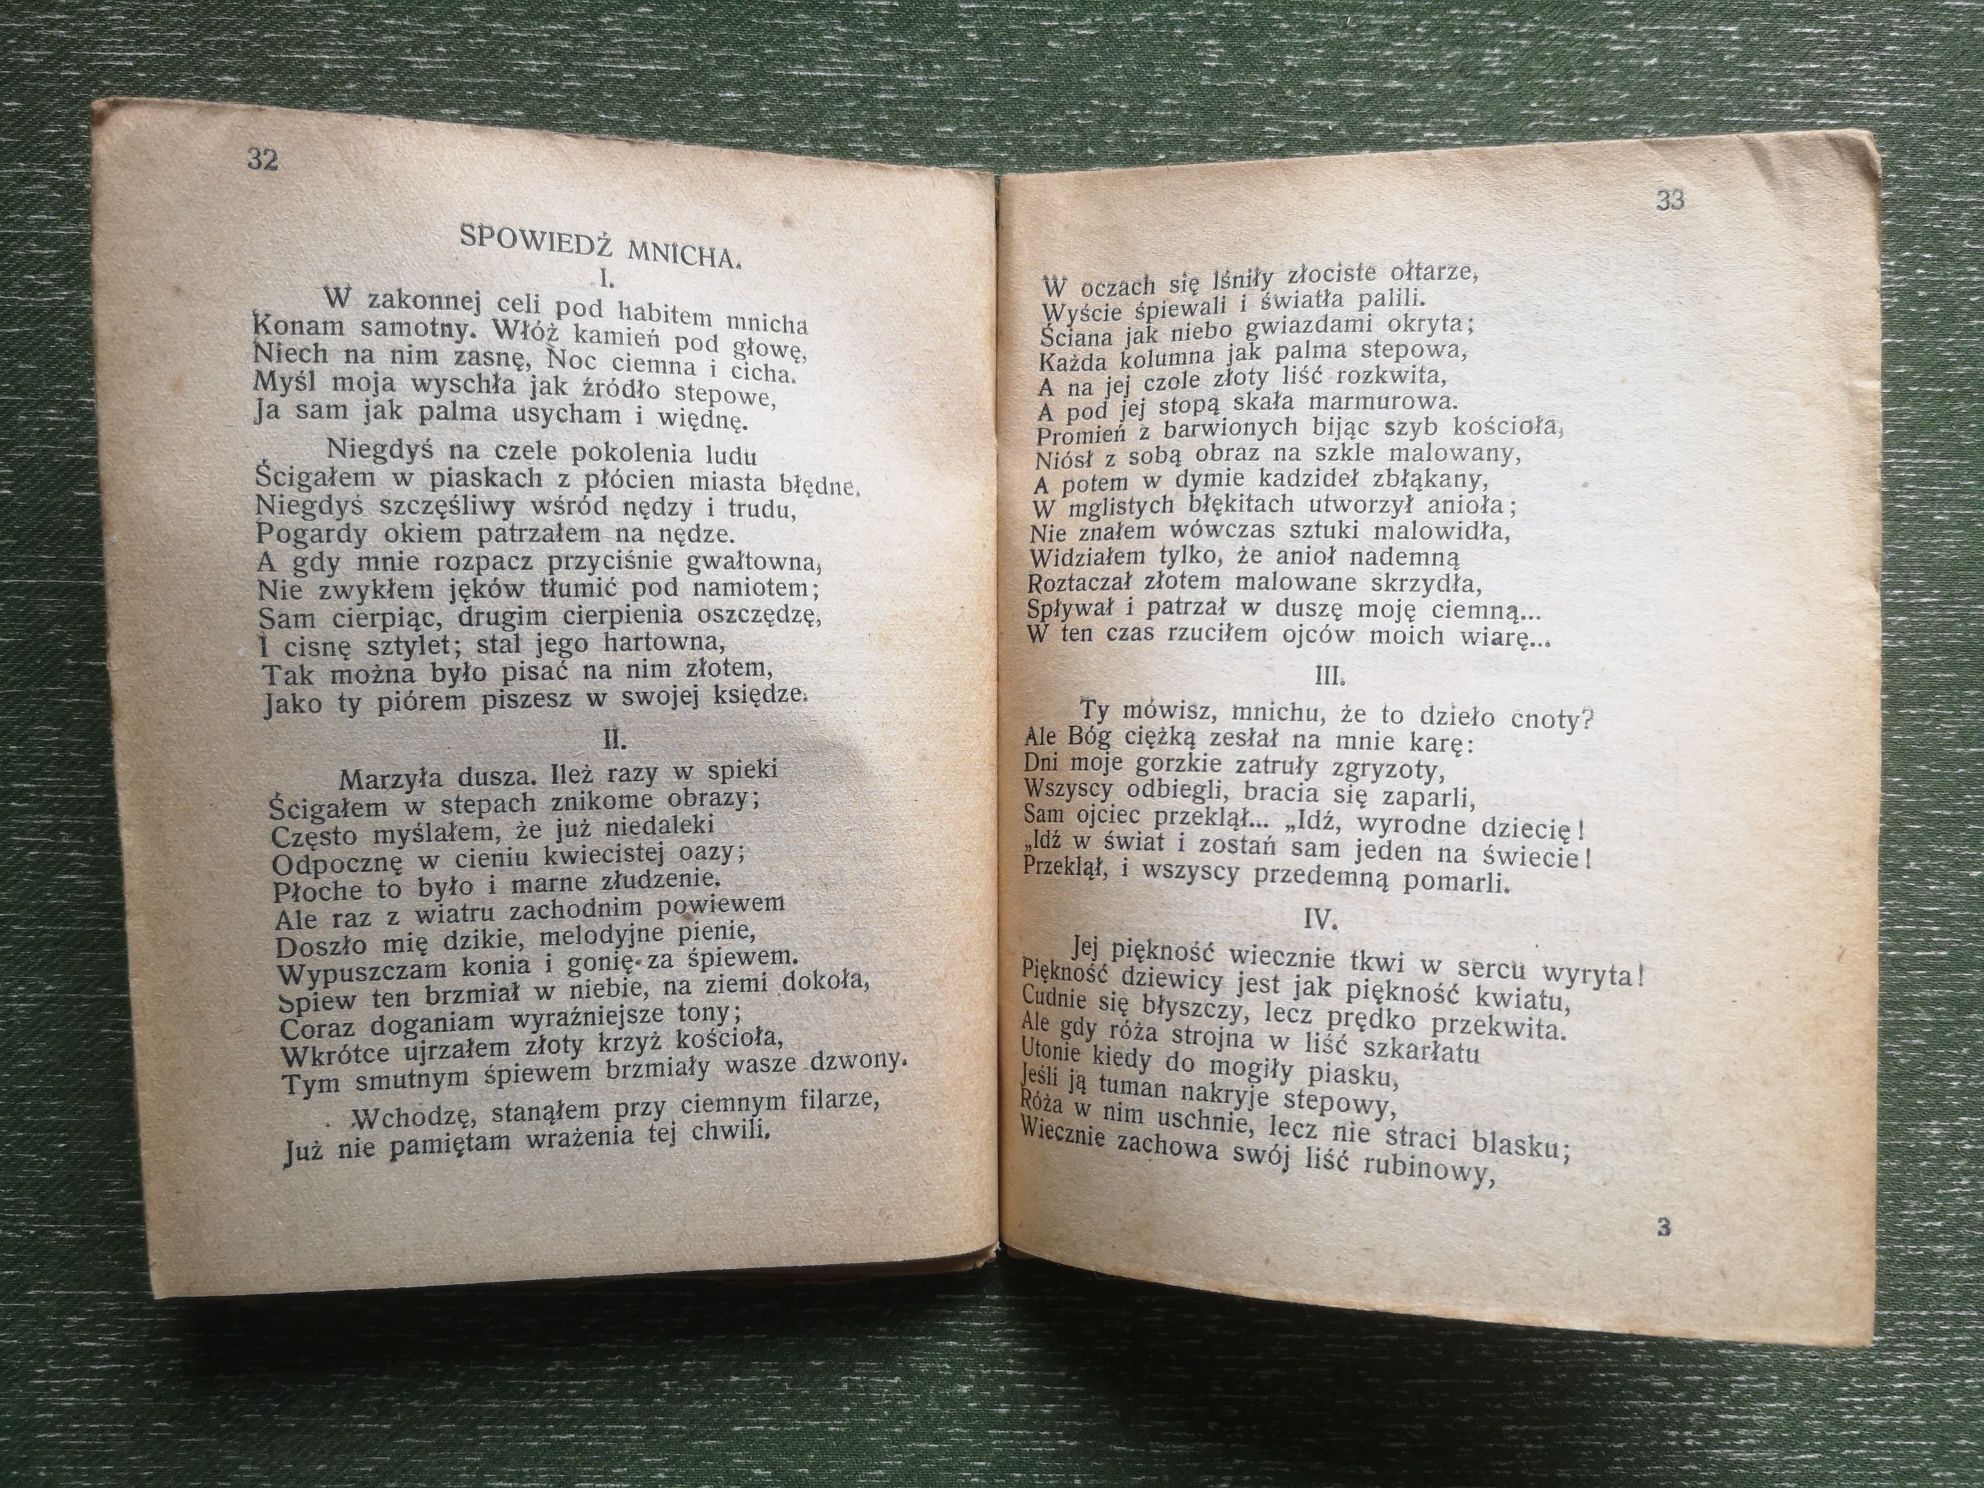 32
SPOWIEDŹ MNICHA.
I.
W zakonnej celi pod habitem mnicha
Konam samotny. Włóż kamień pod głowę,
Niech na nim zasnę, Noc ciemna i cicha.
Myśl moja wyschła jak źródło stepowe,
Ja sam jak palma usycham i więdnę.
Niegdyś na czele pokolenia ludu
Ścigałem w piaskach z płócien miasta błędne.
Niegdyś szczęśliwy wśród nędzy i trudu,
Pogardy okiem patrzałem na nędze.
A gdy mnie rozpacz przyciśnie gwałtowna,
Nie zwykłem jęków tłumić pod namiotem;
Sam cierpiąc, drugim cierpienia oszczędzę,
I cisnę sztylet; stal jego hartowna,
Tak można było pisać na nim złotem,
Jako ty piórem piszesz w swojej księdze.
II.
Marzyła dusza. Ileż razy w spieki
Ścigałem w stepach znikome obrazy;
Często myślałem, że już niedaleki
Odpocznę w cieniu kwiecistej oazy;
Płoche to było i marne złudzenie.
Ale raz z wiatru zachodnim powiewem
Doszło mię dzikie, melodyjne pienie,
Wypuszczam konia i gonię za śpiewem.
Śpiew ten brzmiał w niebie, na ziemi dokoła,
Coraz doganiam wyraźniejsze tony;
Wkrótce ujrzałem złoty krzyż kościoła,
Tym smutnym śpiewem brzmiały wasze dzwony.
Wchodzę, stanąłem przy ciemnym filarze,
Już nie pamiętam wrażenia tej chwili.
33
W oczach się lśniły złociste ołtarze,
Wyście śpiewali i światła palili.
Ściana jak niebo gwiazdami okryta;
Każda kolumna jak palma stepowa,
A na jej czole złoty liść rozkwita,
A pod jej stopą skała marmurowa.
Promień z barwionych bijąc szyb kościoła,
Niósł z sobą obraz na szkle malowany,
A potem w dymie kadzideł zbłąkany,
W mglistych błękitach utworzył anioła;
Nie znałem wówczas sztuki malowidła,
Widziałem tylko, że anioł nademną
Roztaczał złotem malowane skrzydła,
Spływał i patrzał w duszę moję ciemną...
W ten czas rzuciłem ojców moich wiarę...
III.
Ty mówisz, mnichu, że to dzieło cnoty?
Ale Bóg ciężką zesłał na mnie karę:
Dni moje gorzkie zatruły zgryzoty,
Wszyscy odbiegli, bracia się zaparli,
Sam ojciec przeklął... „Idź, wyrodne dziecię!
„Idź w świat i zostań sam jeden na świecie!
Przeklął, i wszyscy przedemną pomarli.
IV.
Jej piękność wiecznie tkwi w sercu wyryta!
Piękność dziewicy jest jak piękność kwiatu,
Cudnie się błyszczy, lecz prędko przekwita.
Ale gdy róża strojna w liść szkarłatu
Utonie kiedy do mogiły piasku,
Jeśli ją tuman nakryje stepowy,
Róża w nim uschnie, lecz nie straci blasku;
Wiecznie zachowa swój liść rubinowy,
3